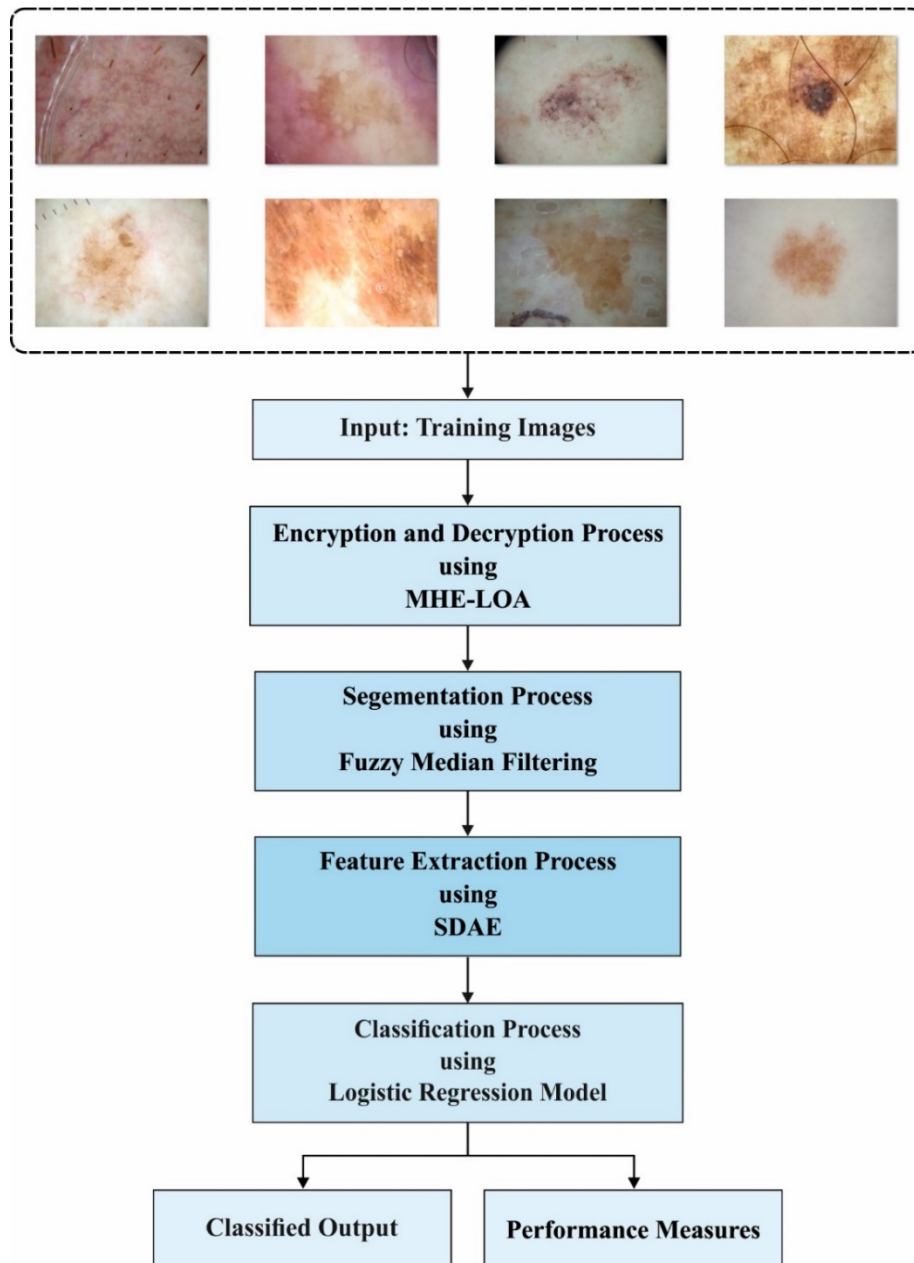 Input: Training Images
Encryption and Decryption Process
using
MHE-LOA
Segementation Process
using
Fuzzy Median Filtering
Feature Extraction Process
using
SDAE
Classification Process
using
Logistic Regression Model
Classified Output
Performance Measures